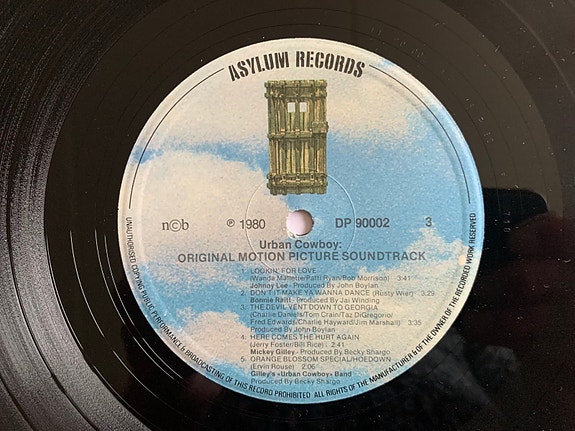 ASYLUM RECORDS
n©b ℗ 1980 DP 90002 3
Urban Cowboy:
ORIGINAL MOTION PICTURE SOUNDTRACK
1. LOOKIN' FOR LOVE
(Wanda Mallette/Patti Ryan/Bob Morrison) 3:41
Johnny Lee - Produced by John Boylan
2. DON'T IT MAKE YA WANNA DANCE (Rusty Wier) 3:29
Bonnie Raitt - Produced by Jai Winding
3. THE DEVIL VENT DOWN TO GEORGIA
(Charlie Daniels/Tom Crain/Taz DiGregorio/
Fred Edwards/Charlie Hayward/Jim Marshall) 3:35
Produced by John Boylan
4. HERE COMES THE HURT AGAIN
(Jerry Foster/Bill Rice) 2:41
Mickey Gilley - Produced by Becky Shargo
5. ORANGE BLOSSOM SPECIAL/HOEDOWN
(Ervin Rouse) 2:06
Gilley's «Urban Cowboy» Band
Produced by Becky Shargo
UNAUTHORISED COPYING PUBLIC PERFORMANCE & BROADCASTING OF THIS RECORD PROHIBITED. ALL RIGHTS OF THE MANUFACTURER & OF THE OWNER OF THE RECORDED WORK RESERVED